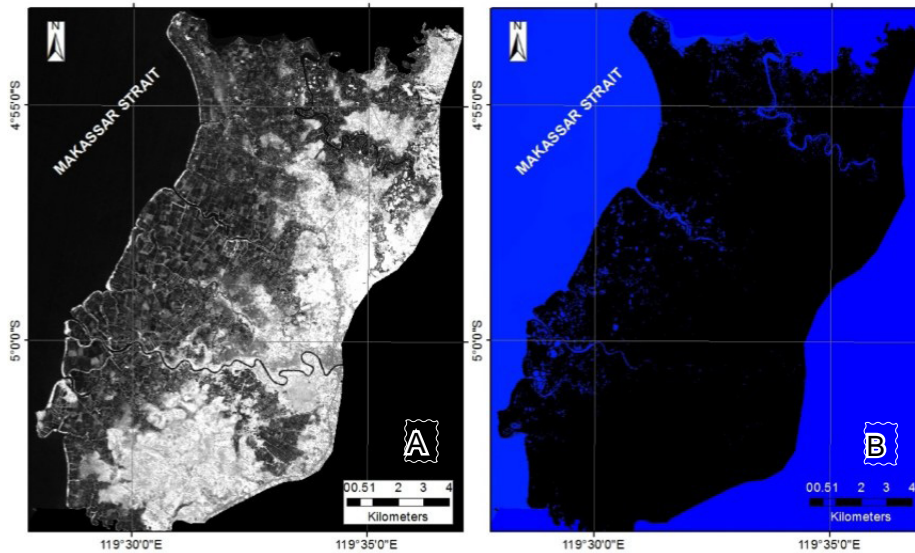 N
MAKASSAR STRAIT
4°55'0"S
5°0'0"S
119°30'0"E
119°35'0"E
A
00.51 2 3 4
Kilometers
N
MAKASSAR STRAIT
4°55'0"S
5°0'0"S
119°30'0"E
119°35'0"E
B
00.51 2 3 4
Kilometers